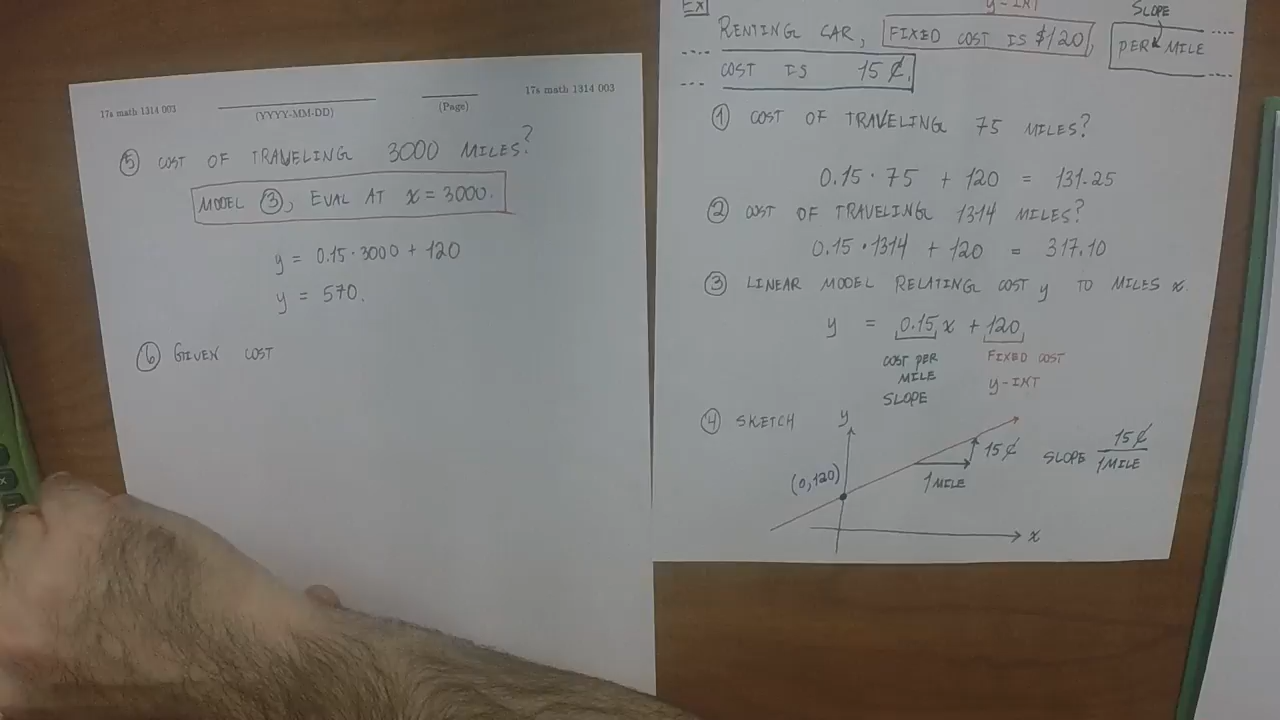 17s math 1314 003
(YYYY-MM-DD)
(Page)
17s math 1314 003
⑤ COST OF TRAVELING 3000 MILES?
MODEL ③, EVAL AT x = 3000.
y = 0.15 · 3000 + 120
y = 570.
⑥ GIVEN COST
EX
y-INT
SLOPE
RENTING CAR, FIXED COST IS $120, PER MILE
COST IS 15 ¢.
① COST OF TRAVELING 75 MILES?
0.15 · 75 + 120 = 131.25
② COST OF TRAVELING 1314 MILES?
0.15 · 1314 + 120 = 317.10
③ LINEAR MODEL RELATING COST y TO MILES x.
y = 0.15 x + 120
COST PER MILE
SLOPE
FIXED COST
y-INT
④ SKETCH
y
(0,120)
15 ¢
1 MILE
x
SLOPE 15 ¢ / 1 MILE